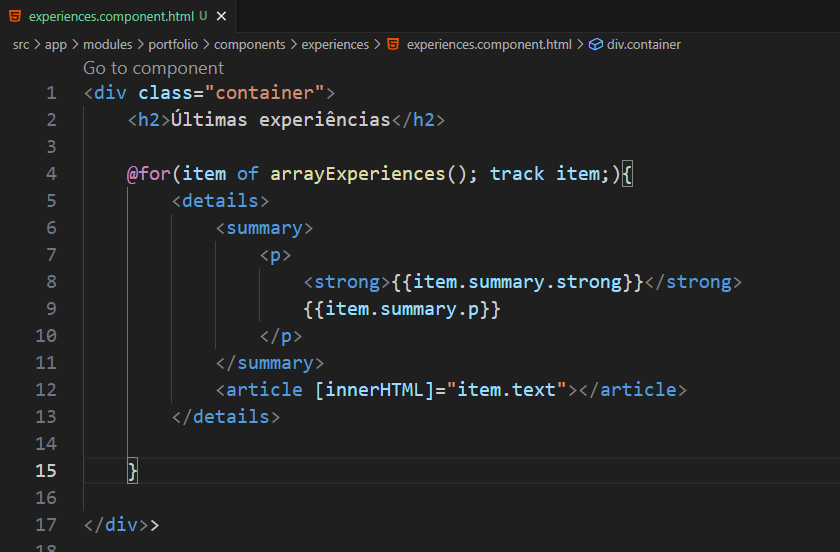 experiences.component.html U ×
src > app > modules > portfolio > components > experiences > experiences.component.html > div.container
Go to component
1 <div class="container">
2     <h2>Últimas experiências</h2>
3
4     @for(item of arrayExperiences(); track item;){
5         <details>
6             <summary>
7                 <p>
8                     <strong>{{item.summary.strong}}</strong>
9                     {{item.summary.p}}
10                 </p>
11             </summary>
12             <article [innerHTML]="item.text"></article>
13         </details>
14
15     }
16
17 </div>>
18